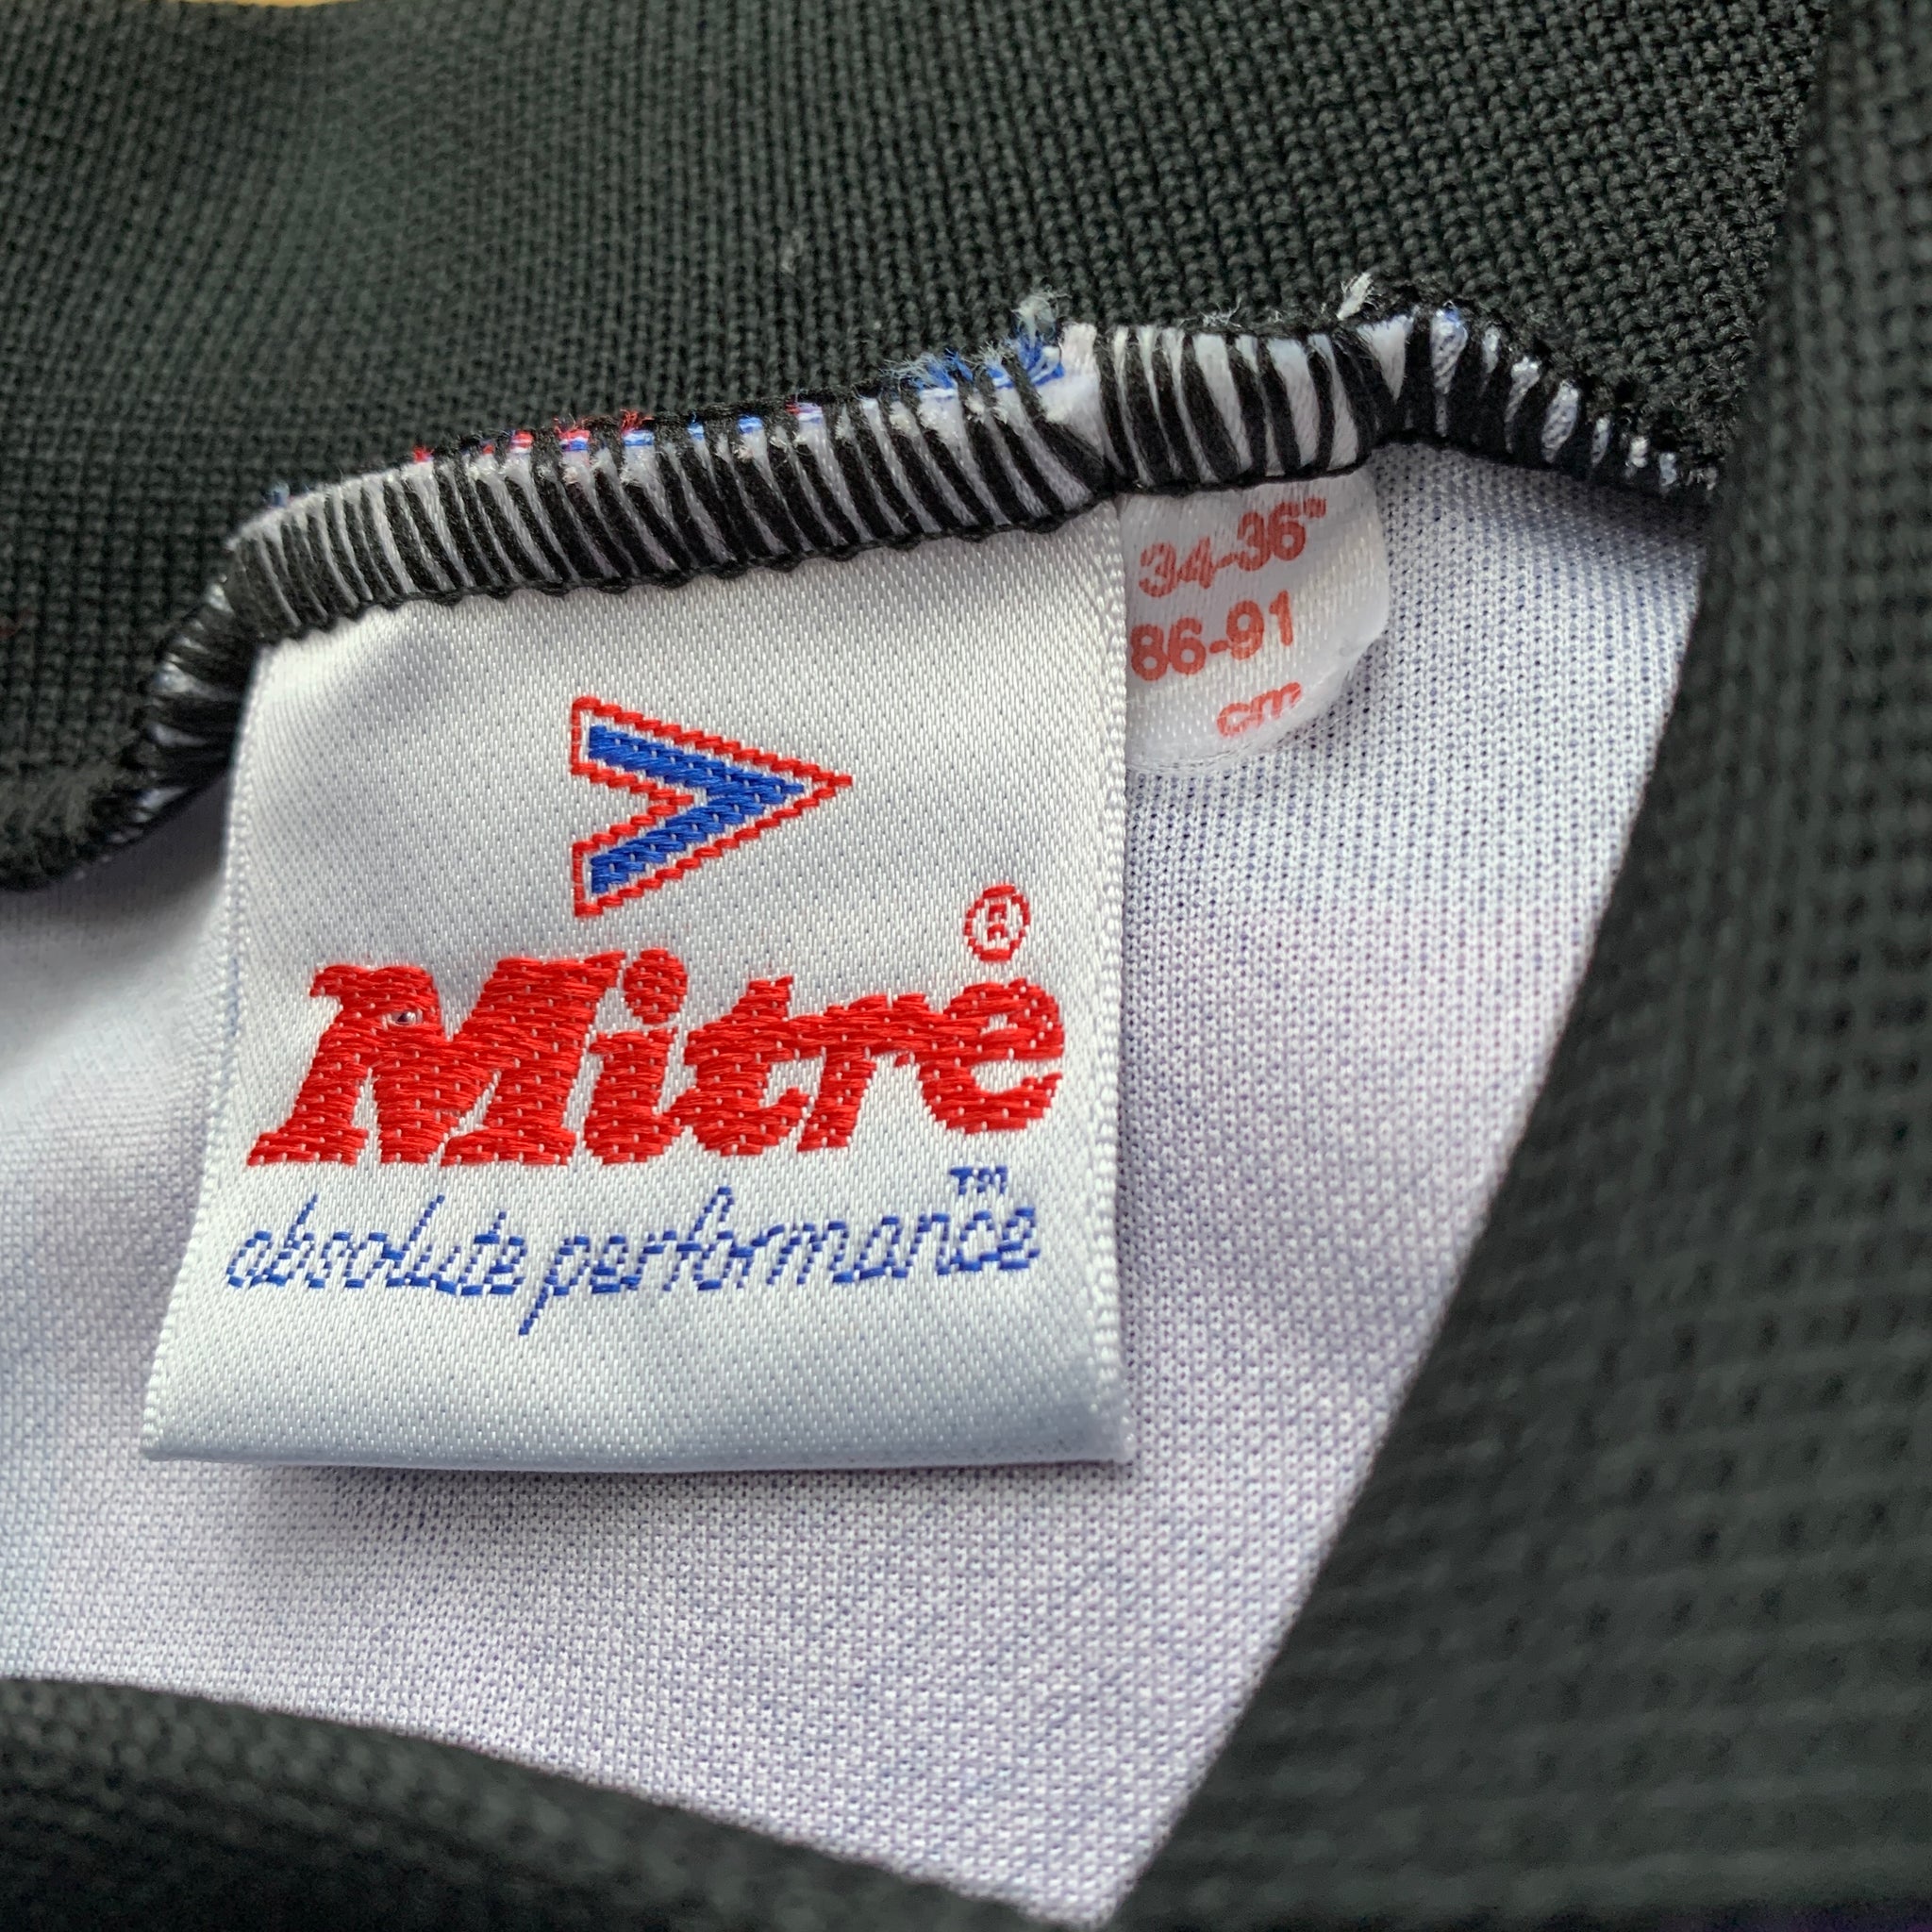 34-36"
86-91
cm
Mitre®
absolute performance™